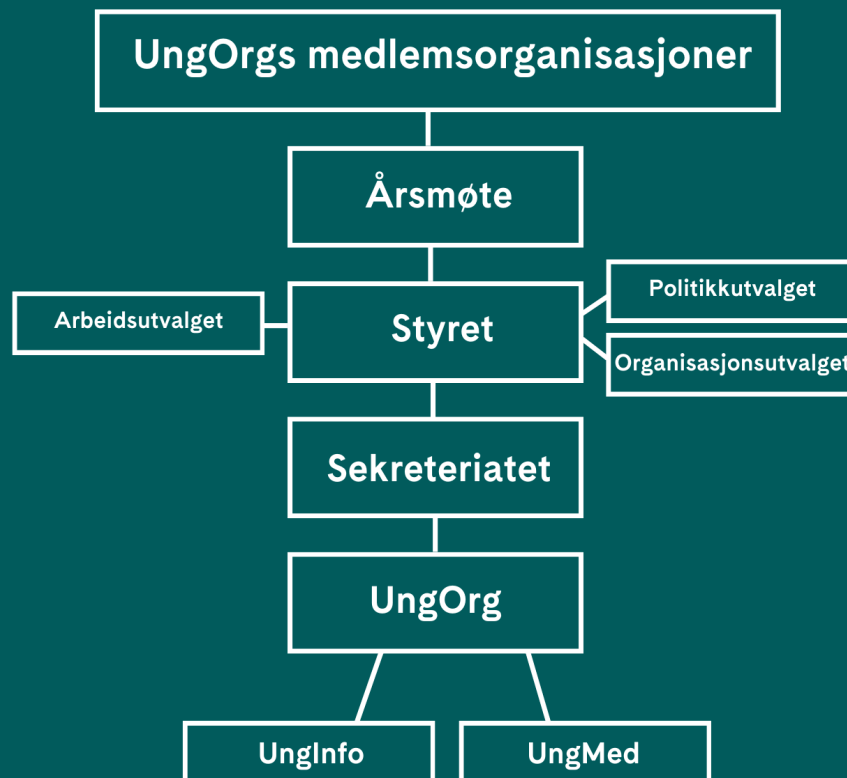 UngOrgs medlemsorganisasjoner
Årsmøte
Arbeidsutvalget
Styret
Politikkutvalget
Organisasjonsutvalget
Sekreteriatet
UngOrg
UngInfo
UngMed